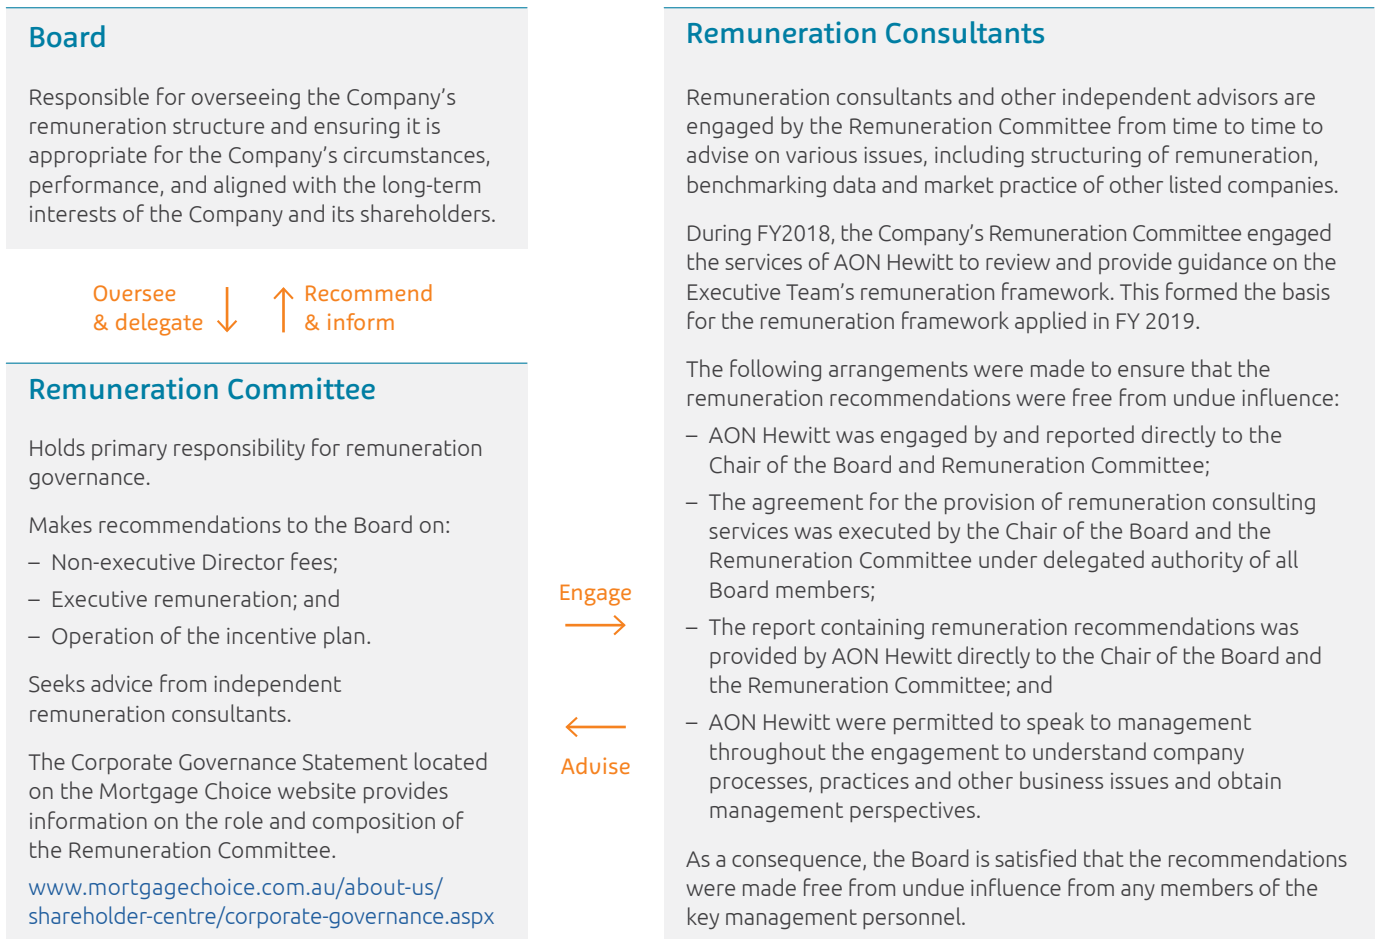 Board
Responsible for overseeing the Company's
remuneration structure and ensuring it is
appropriate for the Company's circumstances,
performance, and aligned with the long-term
interests of the Company and its shareholders.
Oversee
& delegate
Recommend
& inform
Remuneration Committee
Holds primary responsibility for remuneration
governance.
Makes recommendations to the Board on:
– Non-executive Director fees;
– Executive remuneration; and
– Operation of the incentive plan.
Seeks advice from independent
remuneration consultants.
The Corporate Governance Statement located
on the Mortgage Choice website provides
information on the role and composition of
the Remuneration Committee.
www.mortgagechoice.com.au/about-us/
shareholder-centre/corporate-governance.aspx
Engage
Advise
Remuneration Consultants
Remuneration consultants and other independent advisors are
engaged by the Remuneration Committee from time to time to
advise on various issues, including structuring of remuneration,
benchmarking data and market practice of other listed companies.
During FY2018, the Company's Remuneration Committee engaged
the services of AON Hewitt to review and provide guidance on the
Executive Team's remuneration framework. This formed the basis
for the remuneration framework applied in FY 2019.
The following arrangements were made to ensure that the
remuneration recommendations were free from undue influence:
– AON Hewitt was engaged by and reported directly to the
Chair of the Board and Remuneration Committee;
– The agreement for the provision of remuneration consulting
services was executed by the Chair of the Board and the
Remuneration Committee under delegated authority of all
Board members;
– The report containing remuneration recommendations was
provided by AON Hewitt directly to the Chair of the Board and
the Remuneration Committee; and
– AON Hewitt were permitted to speak to management
throughout the engagement to understand company
processes, practices and other business issues and obtain
management perspectives.
As a consequence, the Board is satisfied that the recommendations
were made free from undue influence from any members of the
key management personnel.